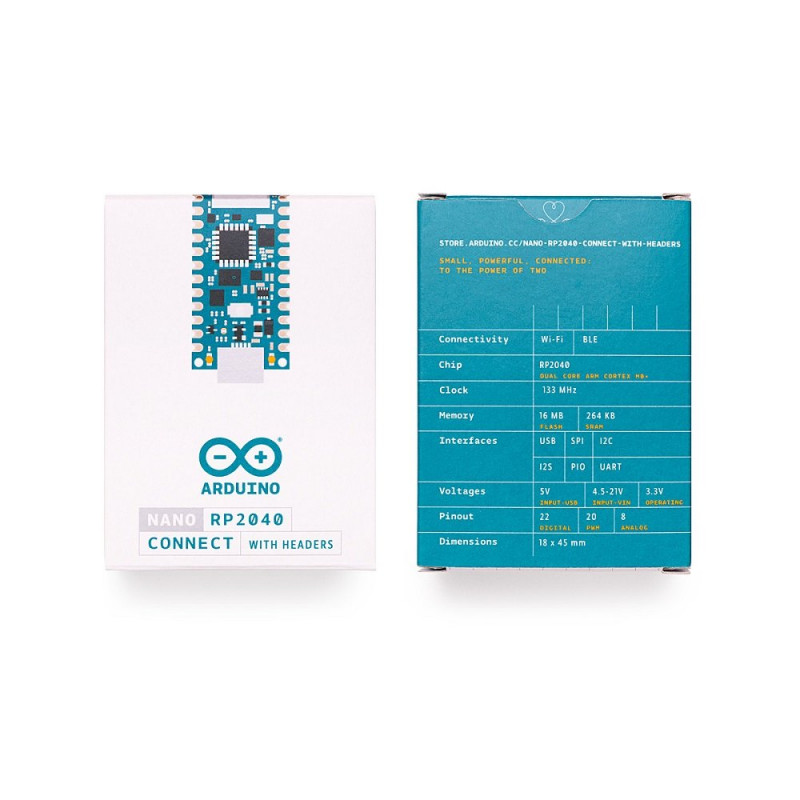 ARDUINO
NANO RP2040
CONNECT WITH HEADERS
STORE.ARDUINO.CC/NANO-RP2040-CONNECT-WITH-HEADERS
SMALL, POWERFUL, CONNECTED:
TO THE POWER OF TWO
Connectivity Wi-Fi BLE
Chip RP2040
DUAL CORE ARM CORTEX M0+
Clock 133 MHz
Memory 16 MB 264 KB
FLASH SRAM
Interfaces USB SPI I2C
I2S PIO UART
Voltages 5V 4.5-21V 3.3V
INPUT-USB INPUT-VIN OPERATING
Pinout 22 20 8
DIGITAL PWM ANALOG
Dimensions 18 x 45 mm